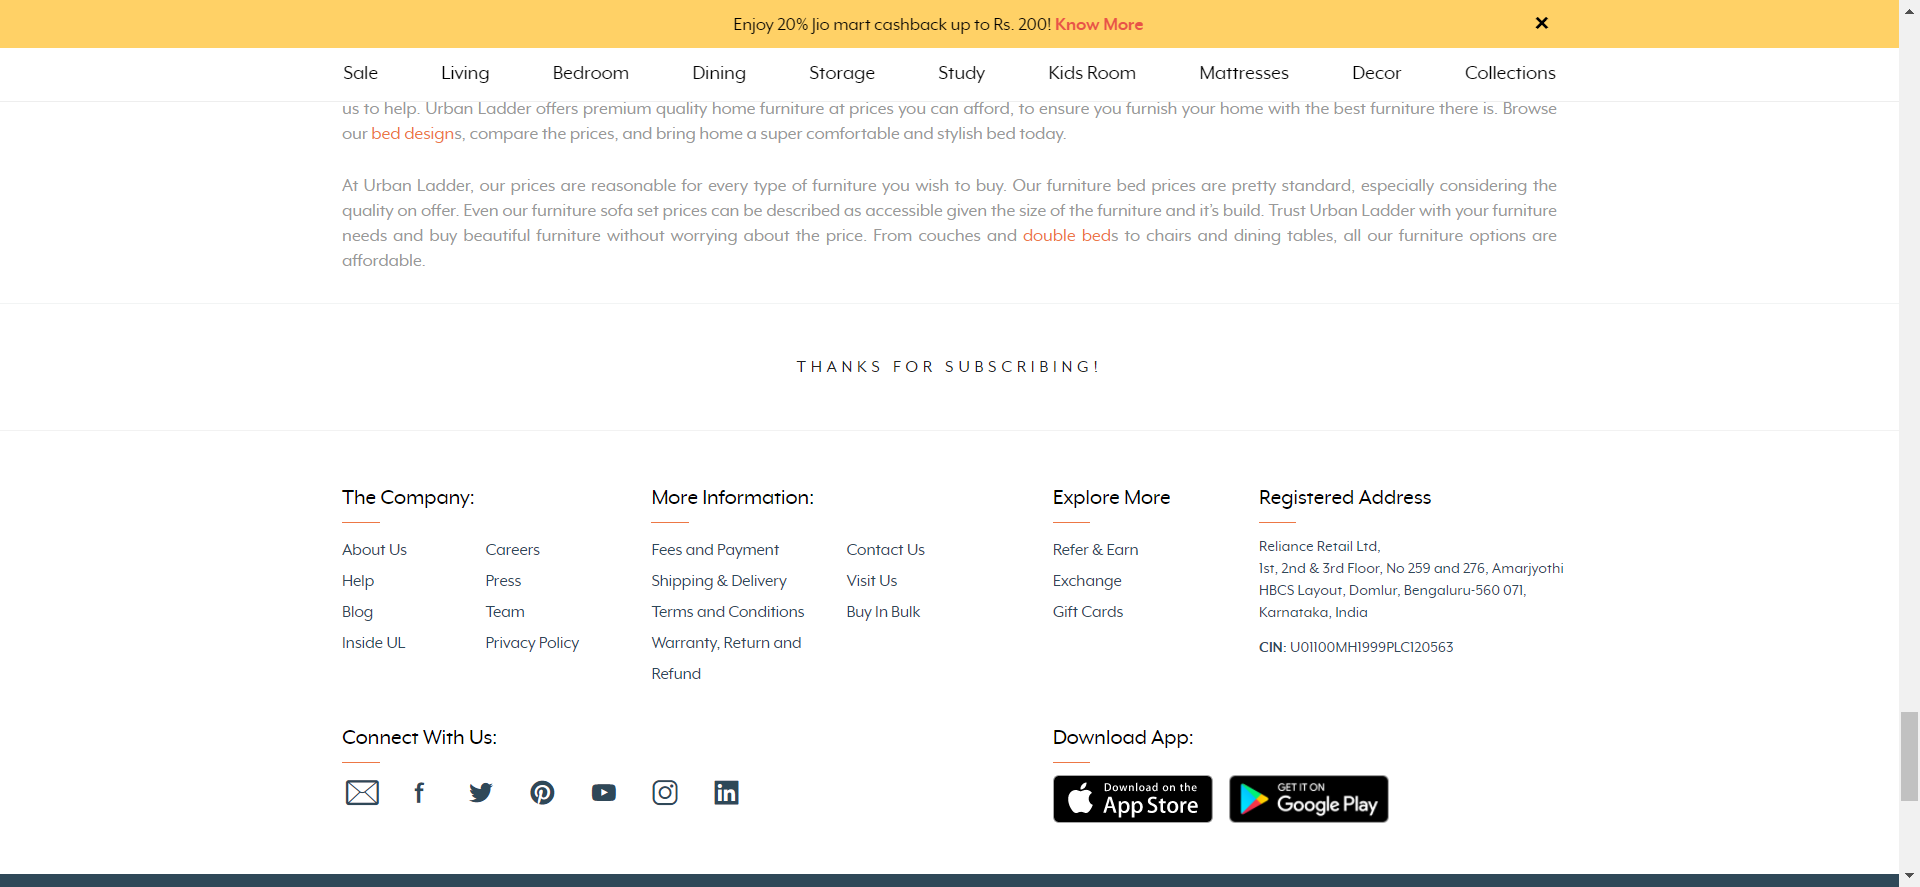 Enjoy 20% Jio mart cashback up to Rs. 200! Know More
×
Sale Living Bedroom Dining Storage Study Kids Room Mattresses Decor Collections
us to help. Urban Ladder offers premium quality home furniture at prices you can afford, to ensure you furnish your home with the best furniture there is. Browse
our bed designs, compare the prices, and bring home a super comfortable and stylish bed today.
At Urban Ladder, our prices are reasonable for every type of furniture you wish to buy. Our furniture bed prices are pretty standard, especially considering the
quality on offer. Even our furniture sofa set prices can be described as accessible given the size of the furniture and it's build. Trust Urban Ladder with your furniture
needs and buy beautiful furniture without worrying about the price. From couches and double beds to chairs and dining tables, all our furniture options are
affordable.
THANKS FOR SUBSCRIBING!
The Company:
About Us
Help
Blog
Inside UL
Careers
Press
Team
Privacy Policy
More Information:
Fees and Payment
Shipping & Delivery
Terms and Conditions
Warranty, Return and
Refund
Contact Us
Visit Us
Buy In Bulk
Explore More
Refer & Earn
Exchange
Gift Cards
Registered Address
Reliance Retail Ltd,
1st, 2nd & 3rd Floor, No 259 and 276, Amarjyothi
HBCS Layout, Domlur, Bengaluru-560 071,
Karnataka, India
CIN: U01100MH1999PLC120563
Connect With Us:
Download App:
Download on the
App Store
GET IT ON
Google Play